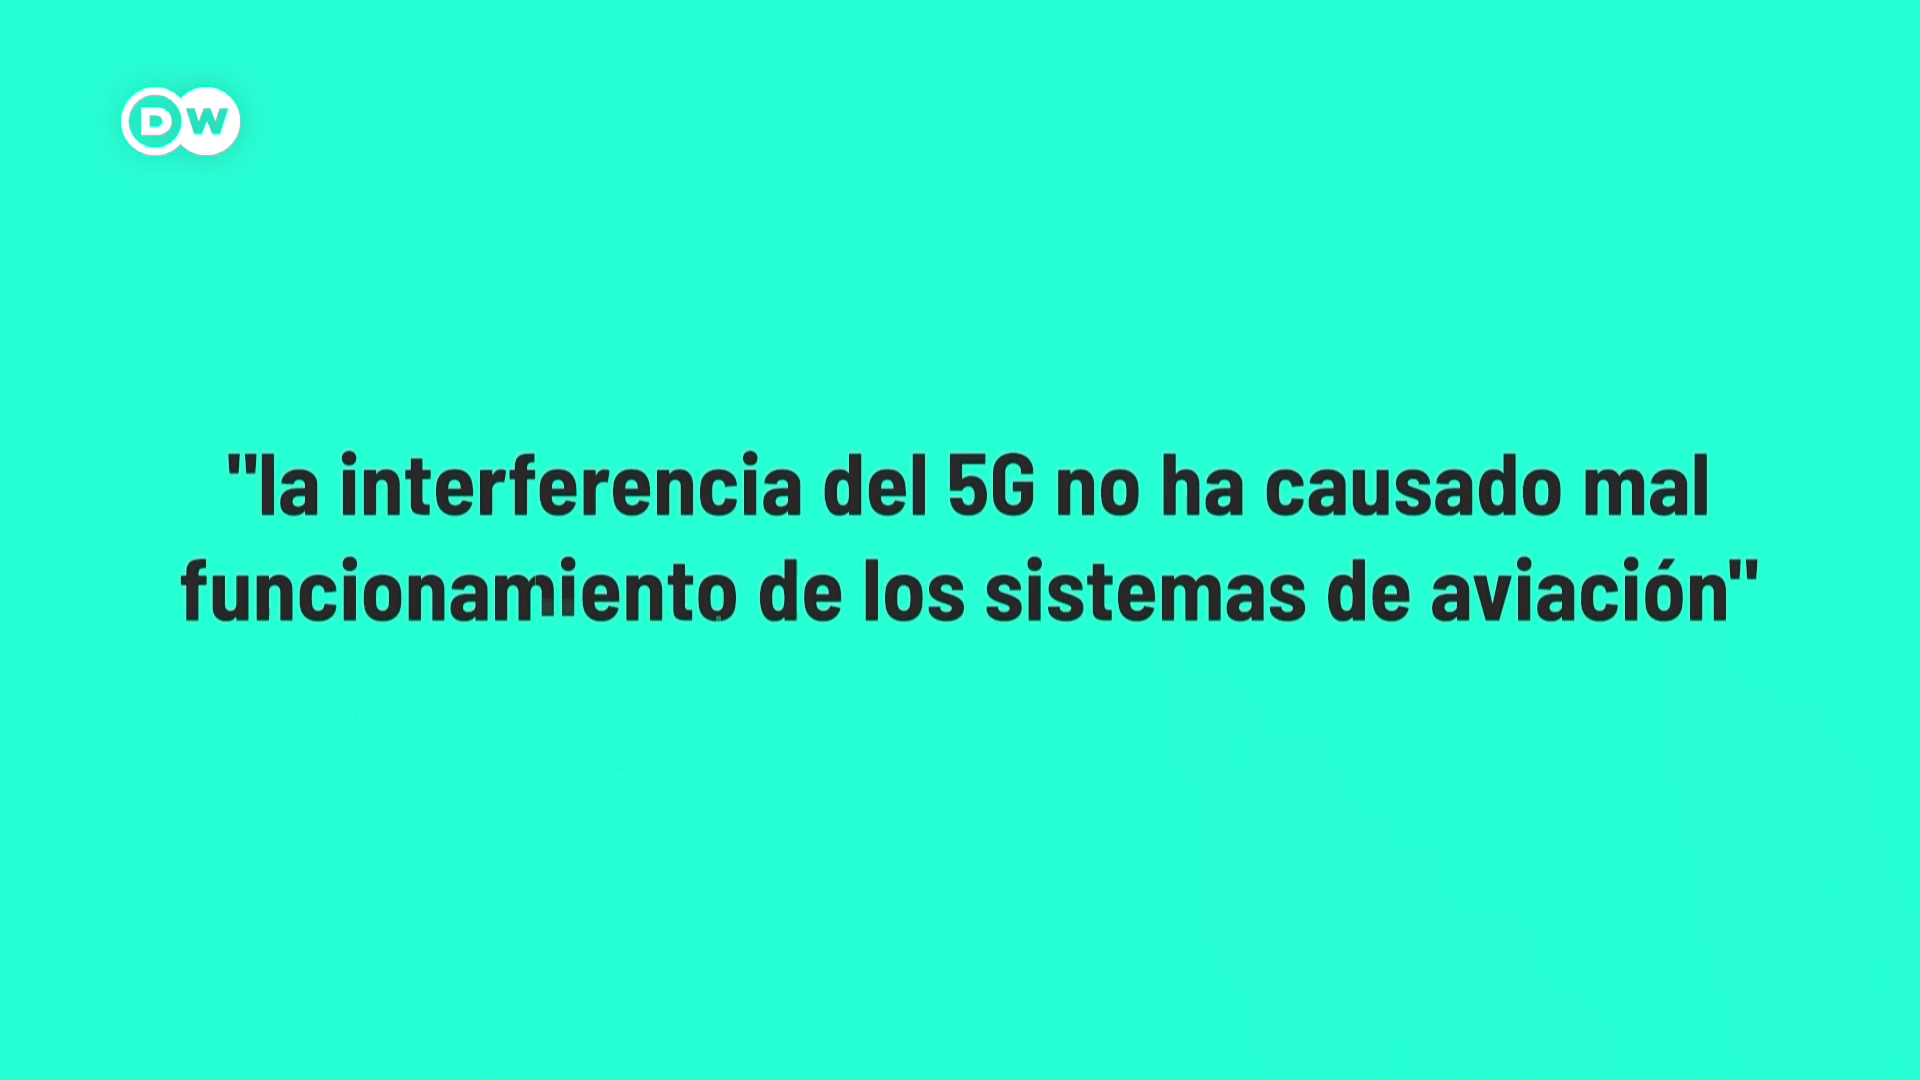 DW
"la interferencia del 5G no ha causado mal
funcionamiento de los sistemas de aviación"